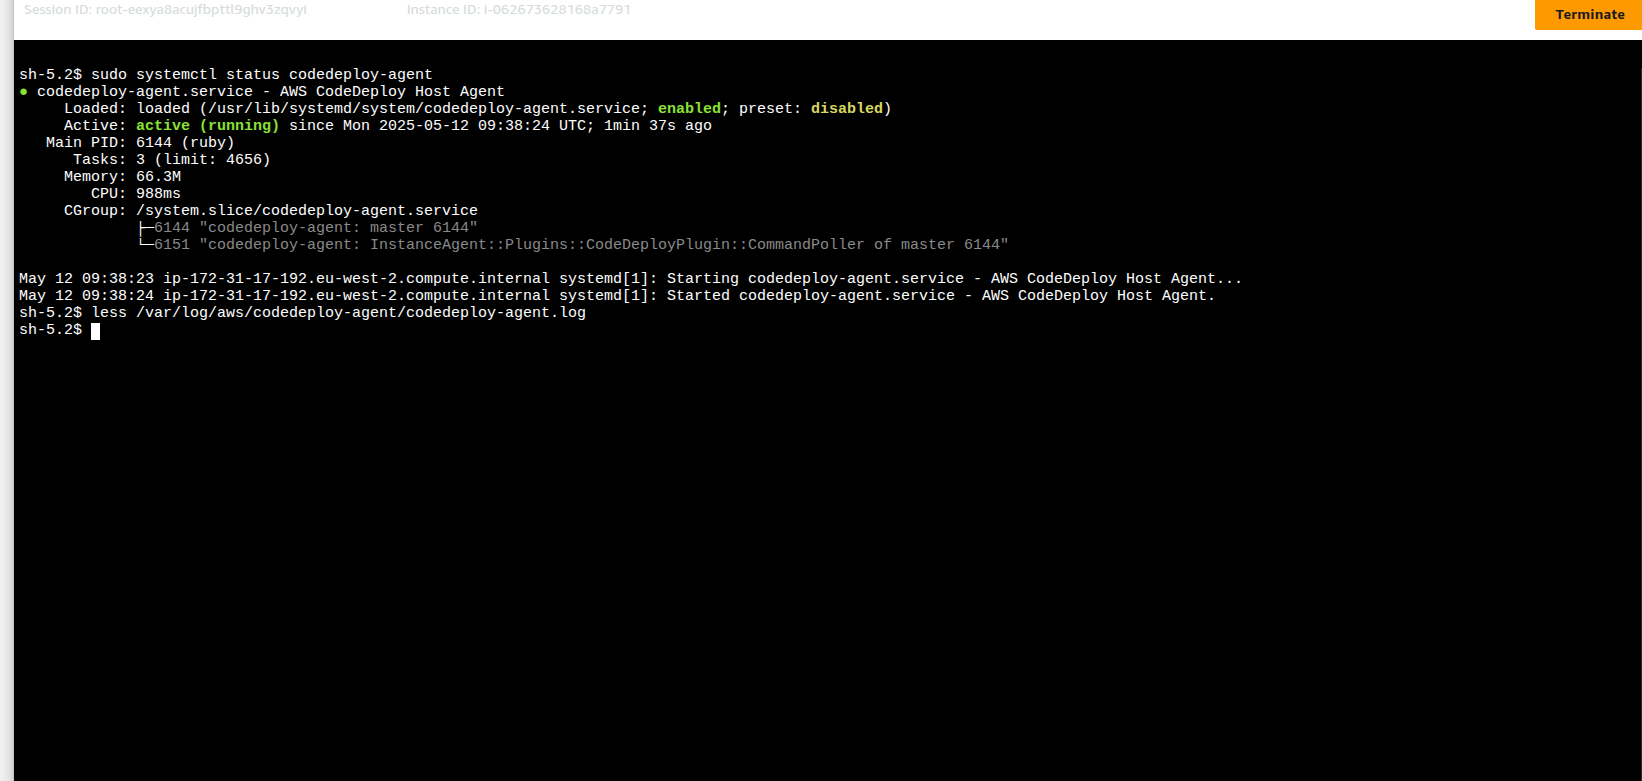 Session ID: root-eexya8acujfbpttl9ghv3zqvyi Instance ID: i-062673628168a7791 Terminate
sh-5.2$ sudo systemctl status codedeploy-agent
● codedeploy-agent.service - AWS CodeDeploy Host Agent
     Loaded: loaded (/usr/lib/systemd/system/codedeploy-agent.service; enabled; preset: disabled)
     Active: active (running) since Mon 2025-05-12 09:38:24 UTC; 1min 37s ago
   Main PID: 6144 (ruby)
      Tasks: 3 (limit: 4656)
     Memory: 66.3M
        CPU: 988ms
     CGroup: /system.slice/codedeploy-agent.service
             ├─6144 "codedeploy-agent: master 6144"
             └─6151 "codedeploy-agent: InstanceAgent::Plugins::CodeDeployPlugin::CommandPoller of master 6144"
May 12 09:38:23 ip-172-31-17-192.eu-west-2.compute.internal systemd[1]: Starting codedeploy-agent.service - AWS CodeDeploy Host Agent...
May 12 09:38:24 ip-172-31-17-192.eu-west-2.compute.internal systemd[1]: Started codedeploy-agent.service - AWS CodeDeploy Host Agent.
sh-5.2$ less /var/log/aws/codedeploy-agent/codedeploy-agent.log
sh-5.2$